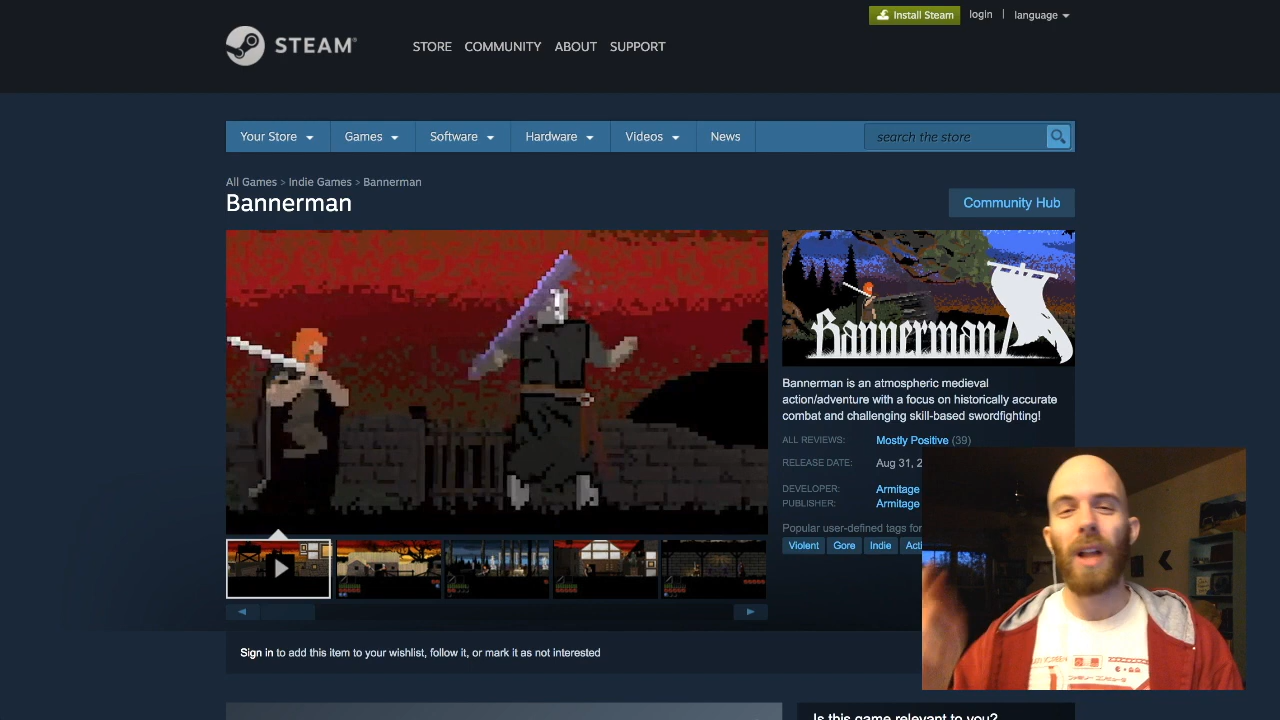 Install Steam
login
language
STEAM®
STORE
COMMUNITY
ABOUT
SUPPORT
Your Store
Games
Software
Hardware
Videos
News
search the store
All Games > Indie Games > Bannerman
Bannerman
Community Hub
Bannerman
Bannerman is an atmospheric medieval
action/adventure with a focus on historically accurate
combat and challenging skill-based swordfighting!
ALL REVIEWS: Mostly Positive (39)
RELEASE DATE: Aug 31, 2
DEVELOPER: Armitage
PUBLISHER: Armitage
Popular user-defined tags for
Violent
Gore
Indie
Acti
Sign in to add this item to your wishlist, follow it, or mark it as not interested
Is this game relevant to you?